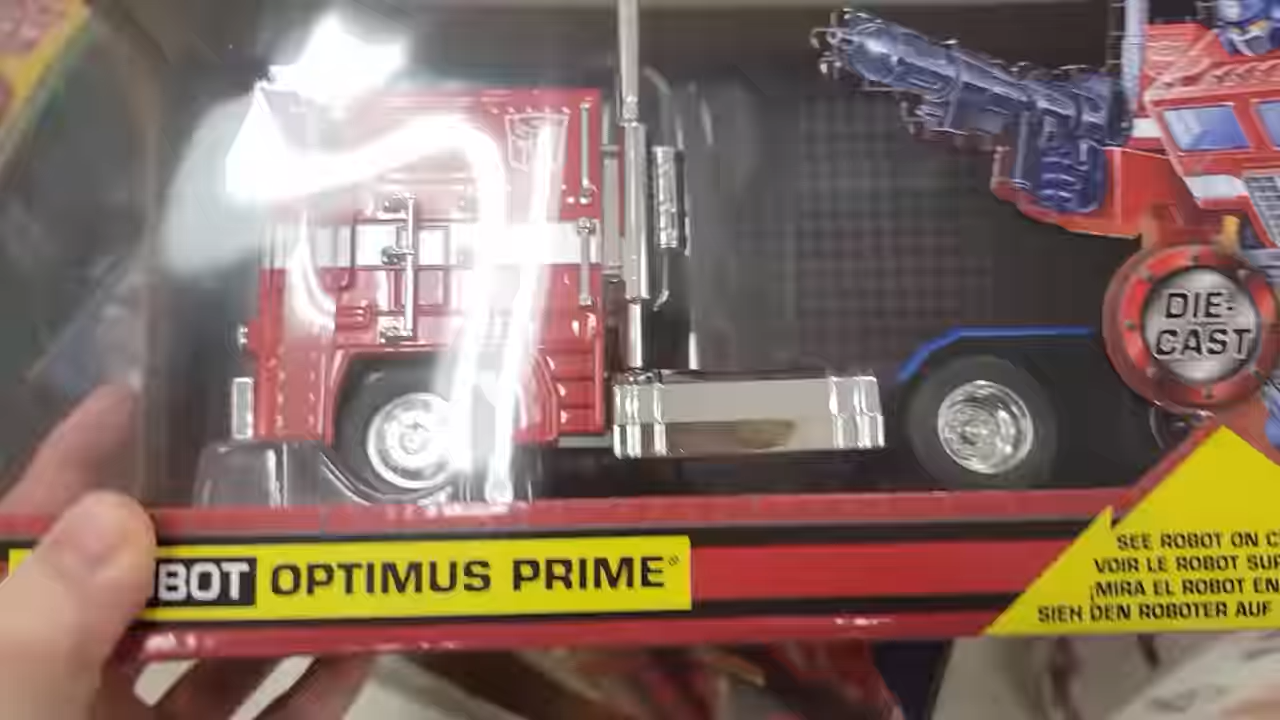 DIE-
CAST
BOT OPTIMUS PRIME
SEE ROBOT ON
VOIR LE ROBOT SUR
¡MIRA EL ROBOT EN
SIEH DEN ROBOTER AUF